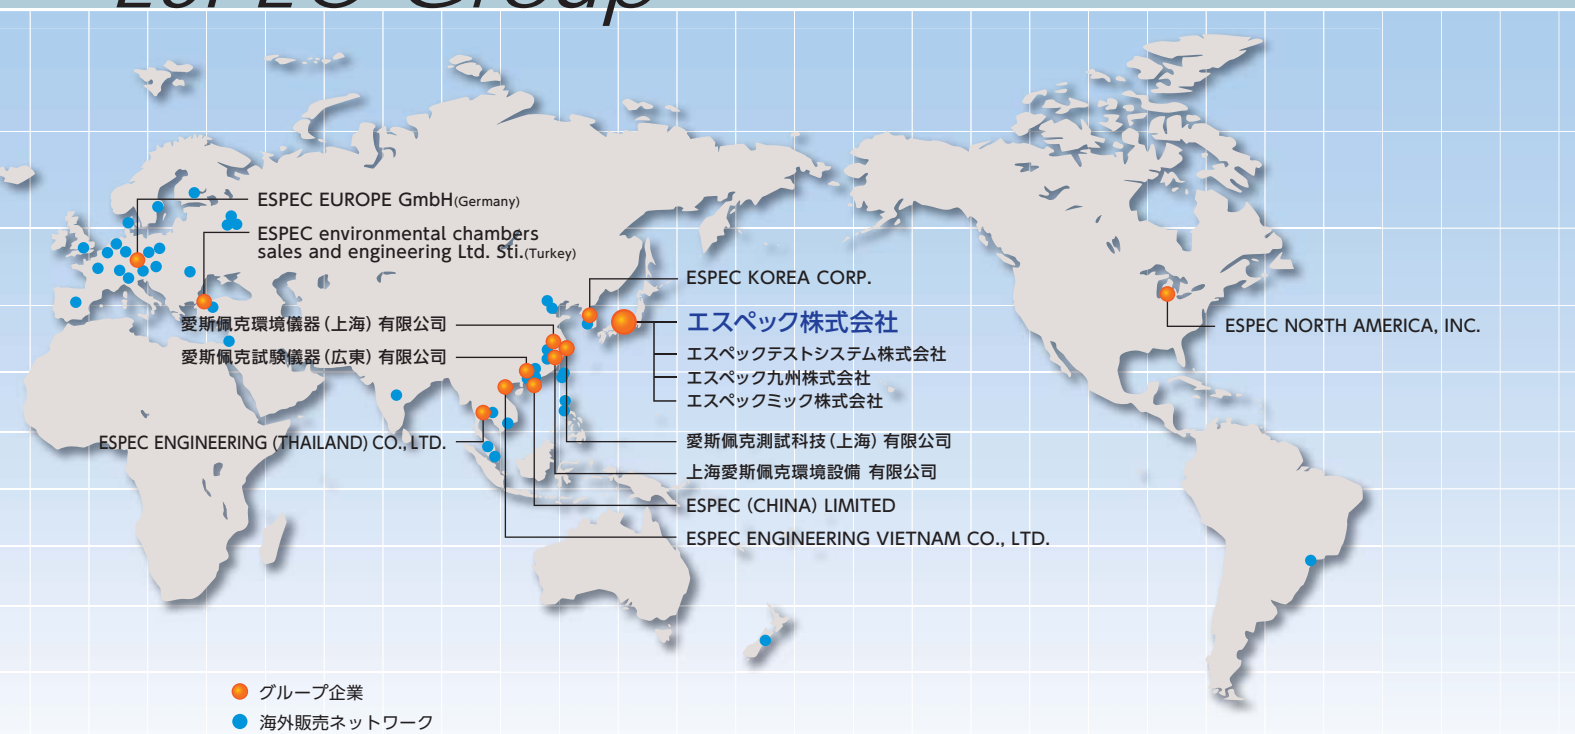 ESPEC Group
ESPEC EUROPE GmbH(Germany)
ESPEC environmental chambers
sales and engineering Ltd. Sti.(Turkey)
愛斯佩克環境儀器(上海)有限公司
愛斯佩克試験儀器(広東)有限公司
ESPEC ENGINEERING (THAILAND) CO., LTD.
ESPEC KOREA CORP.
エスペック株式会社
エスペックテストシステム株式会社
エスペック九州株式会社
エスペックミック株式会社
愛斯佩克測試科技(上海)有限公司
上海愛斯佩克環境設備 有限公司
ESPEC (CHINA) LIMITED
ESPEC ENGINEERING VIETNAM CO., LTD.
ESPEC NORTH AMERICA, INC.
グループ企業
海外販売ネットワーク